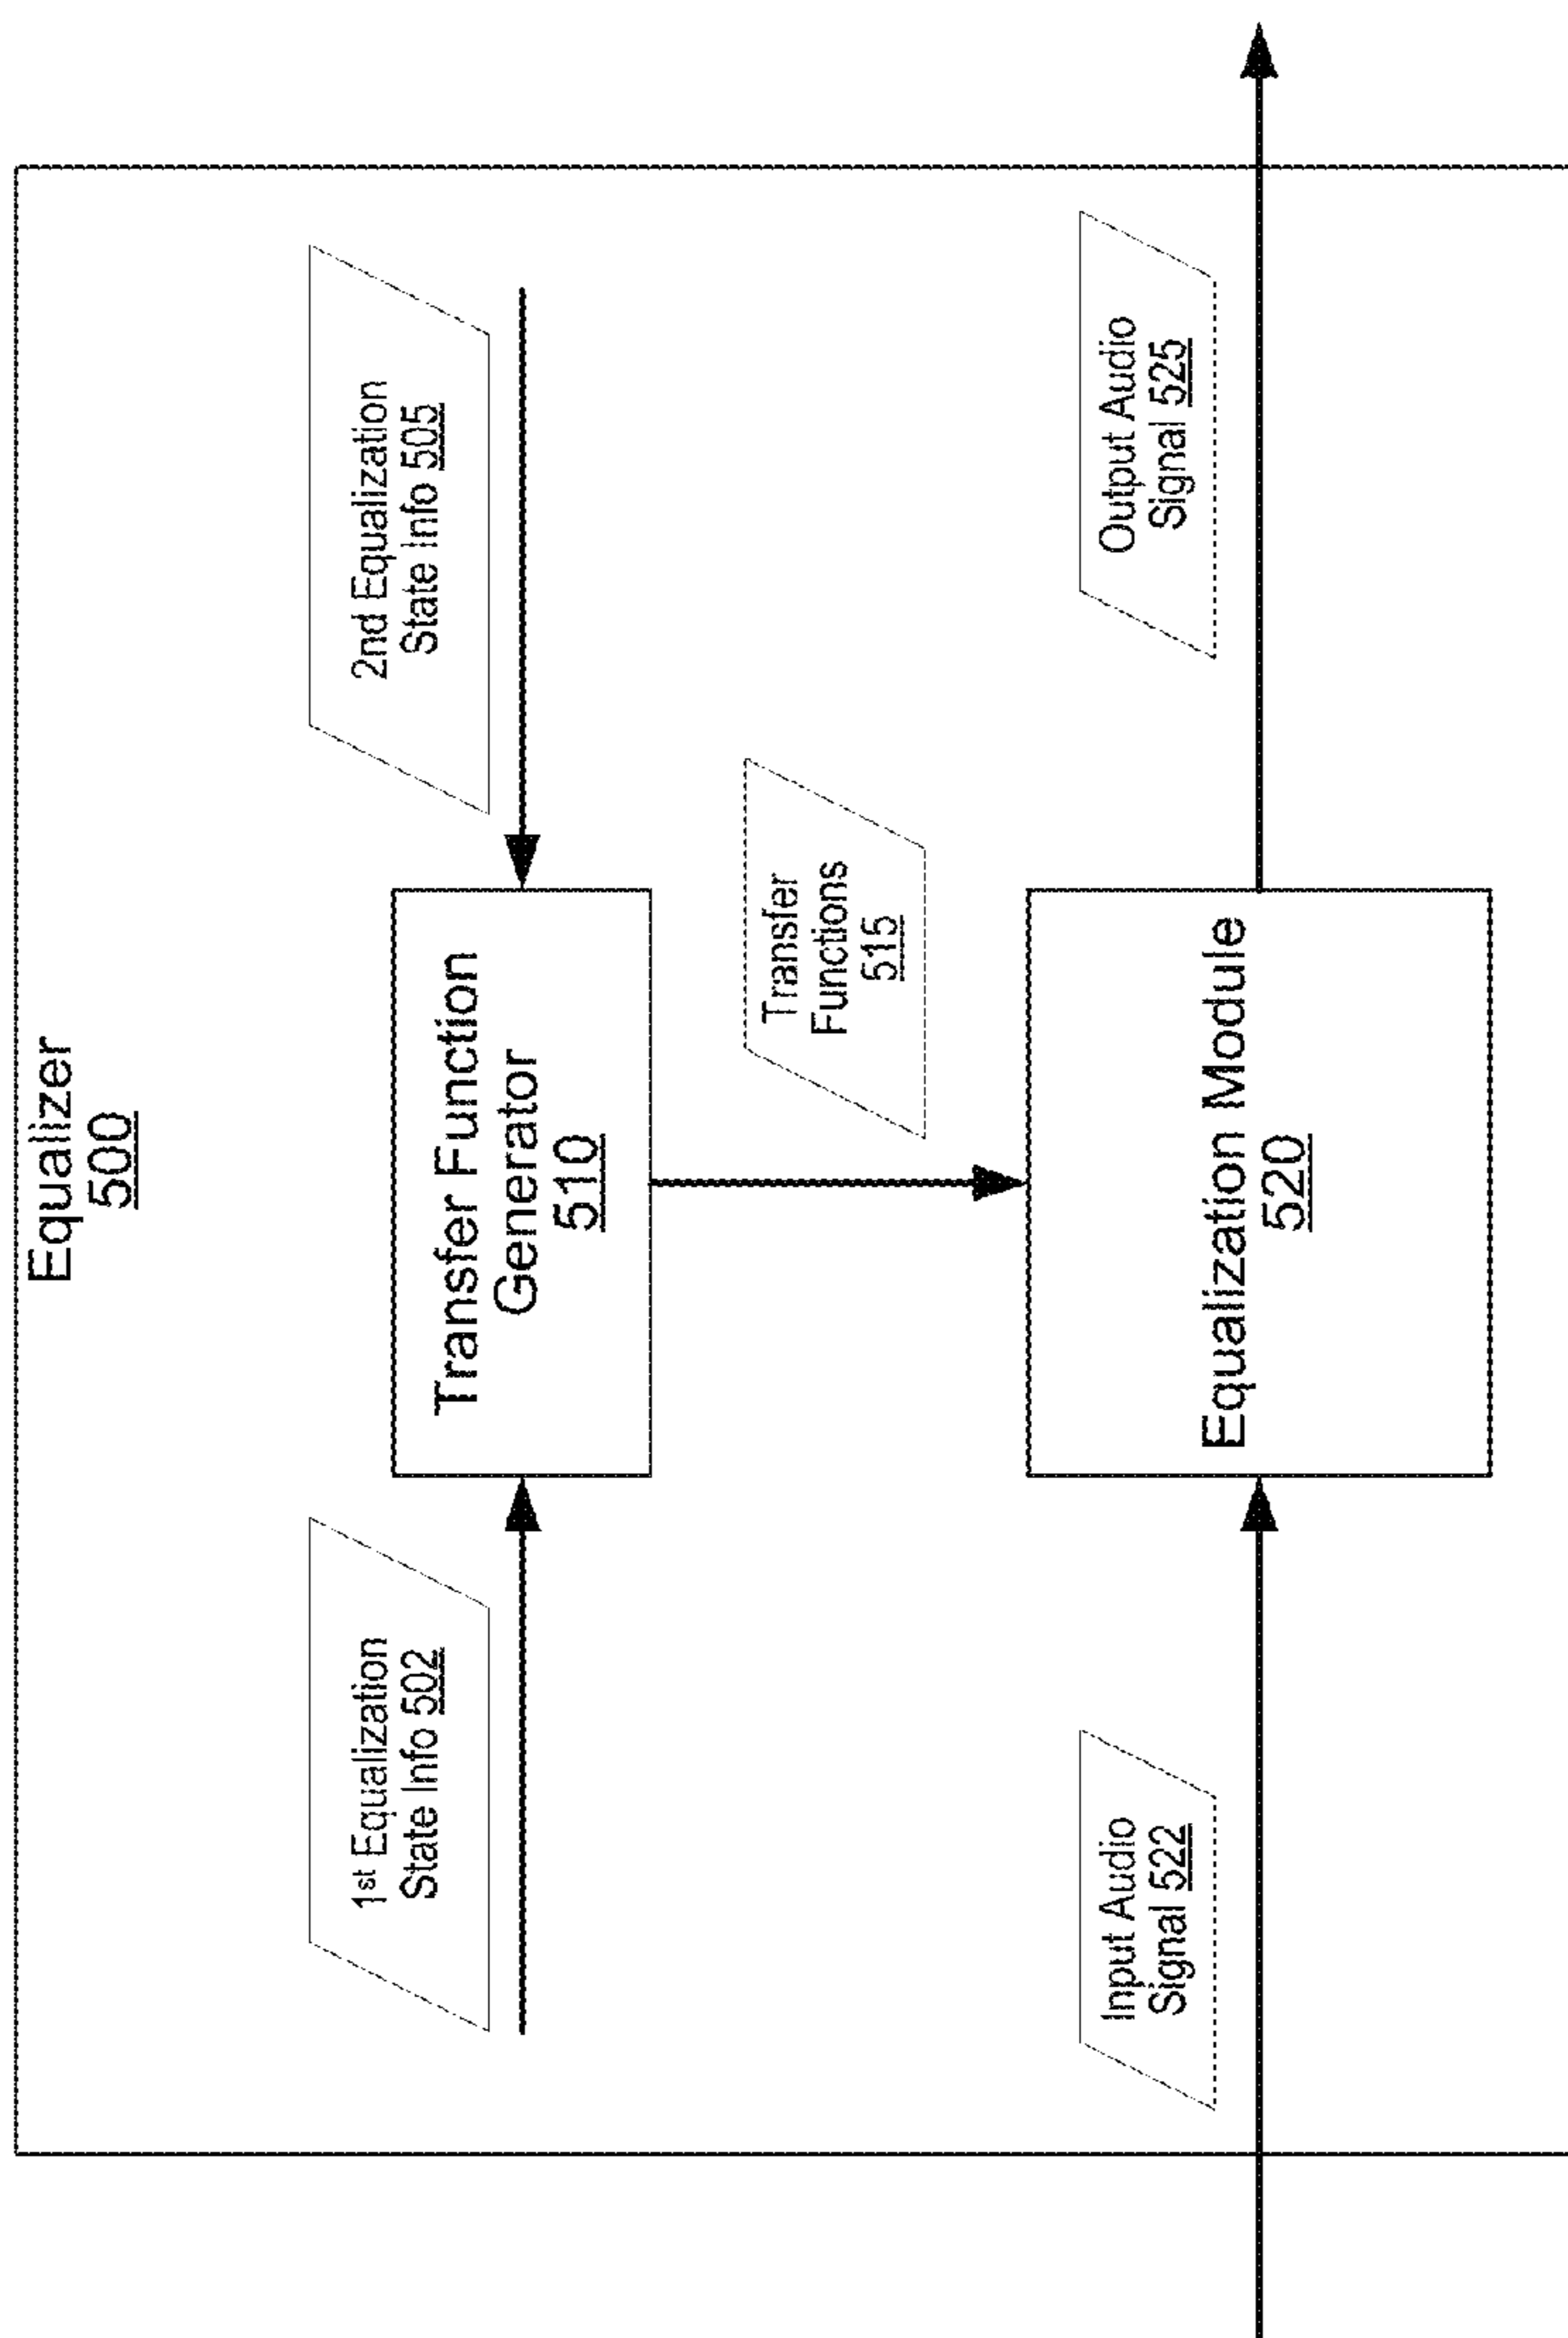 Equalizer
500
1st Equalization
State Info 502
2nd Equalization
State Info 505
Transfer Function
Generator
510
Transfer
Functions
515
Input Audio
Signal 522
Equalization Module
520
Output Audio
Signal 525